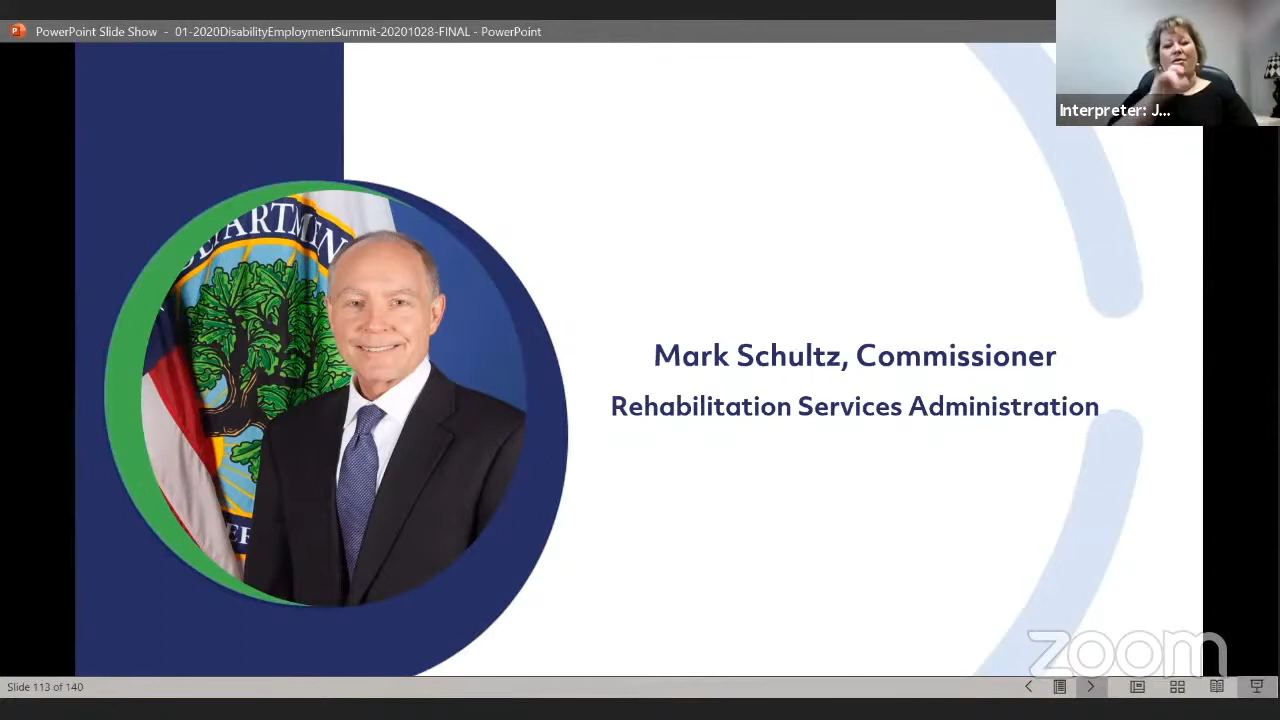 PowerPoint Slide Show - 01-2020DisabilityEmploymentSummit-20201028-FINAL - PowerPoint
Interpreter: J...
Mark Schultz, Commissioner
Rehabilitation Services Administration
zoom
Slide 113 of 140